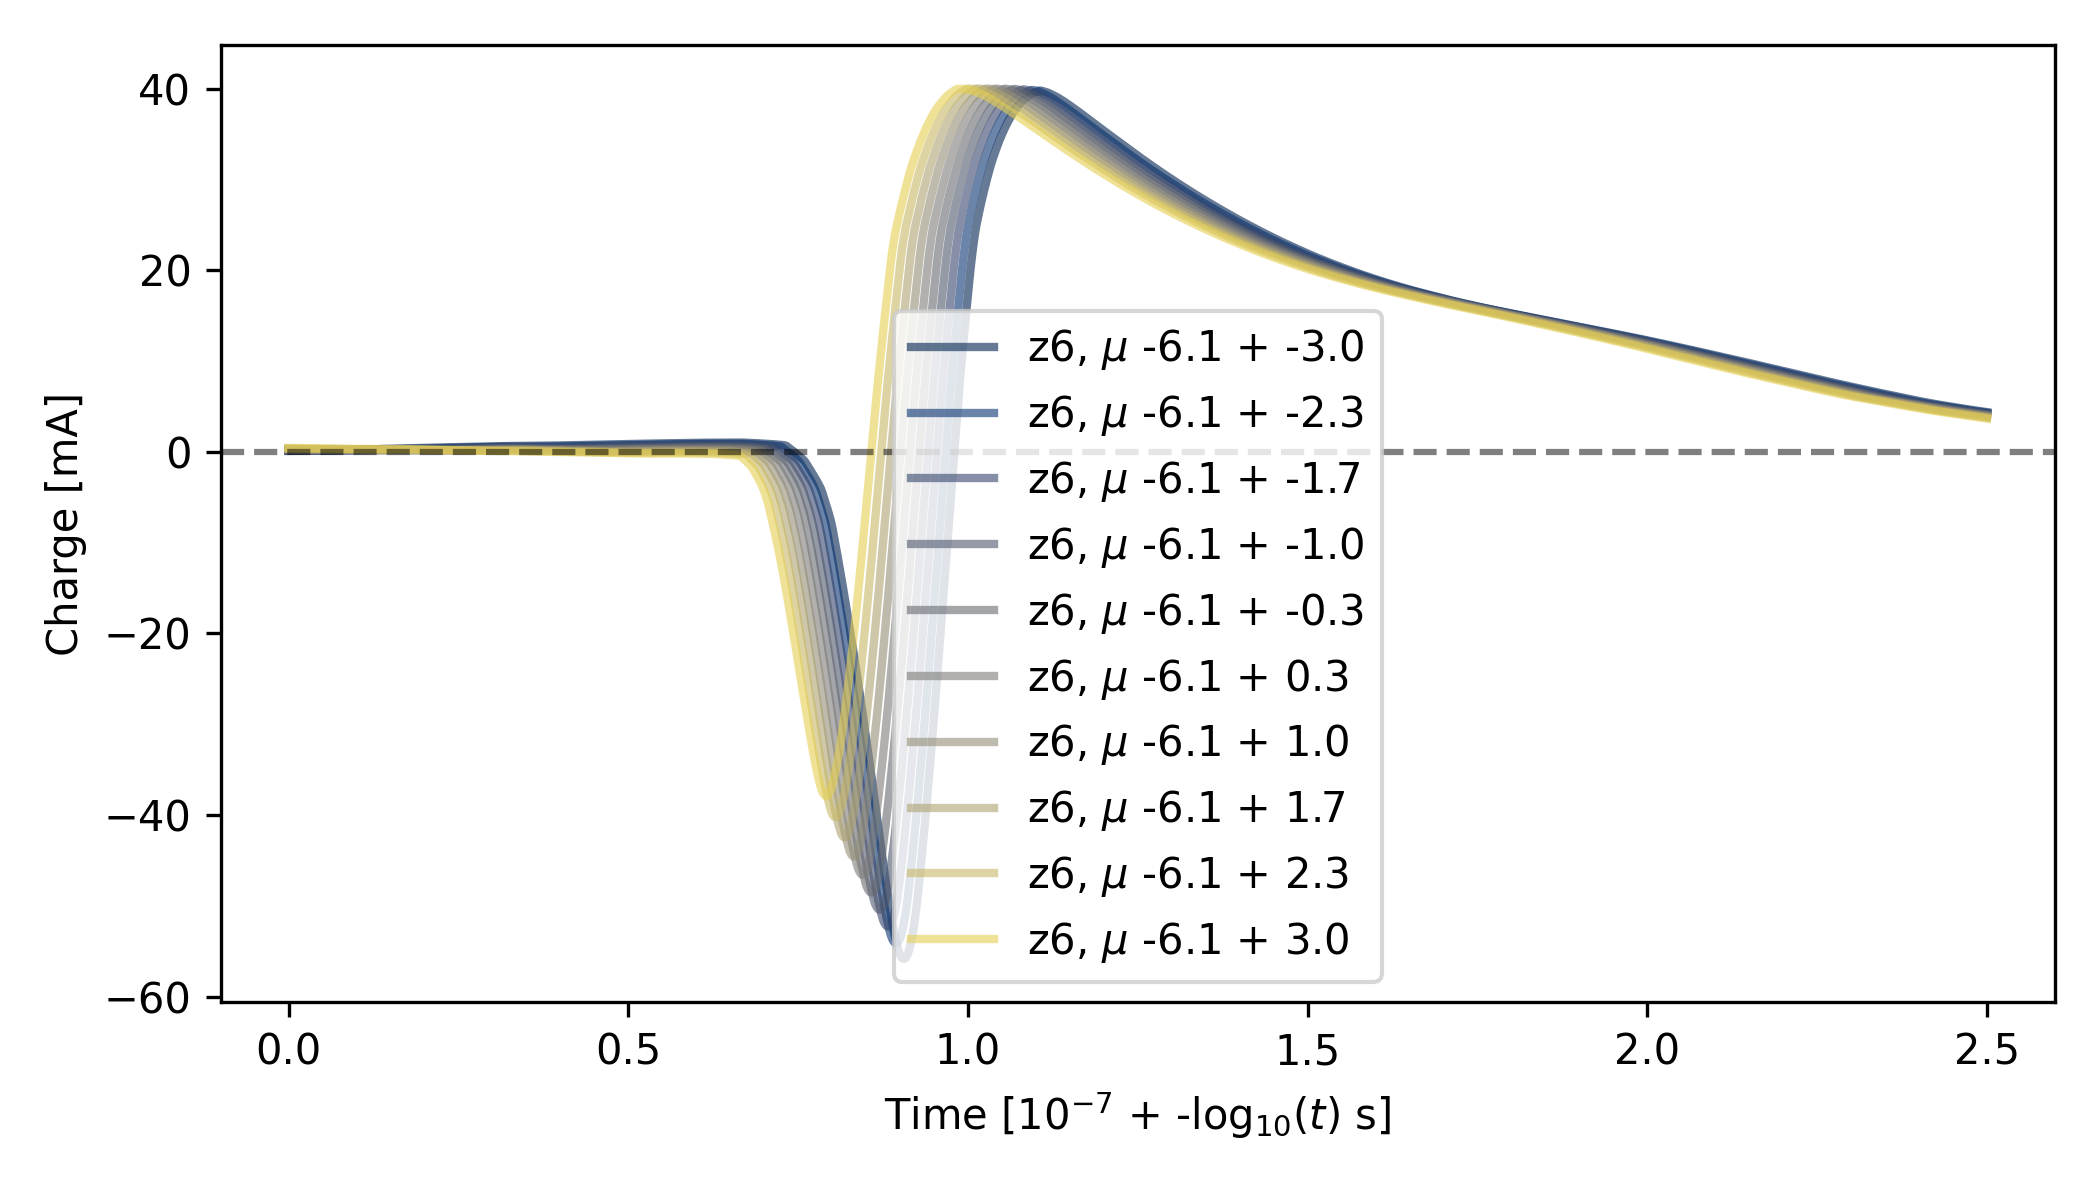 40
20
0
−20
−40
−60
Charge [mA]
z6, μ -6.1 + -3.0
z6, μ -6.1 + -2.3
z6, μ -6.1 + -1.7
z6, μ -6.1 + -1.0
z6, μ -6.1 + -0.3
z6, μ -6.1 + 0.3
z6, μ -6.1 + 1.0
z6, μ -6.1 + 1.7
z6, μ -6.1 + 2.3
z6, μ -6.1 + 3.0
0.0 0.5 1.0 1.5 2.0 2.5
Time [10⁻⁷ + -log₁₀(t) s]